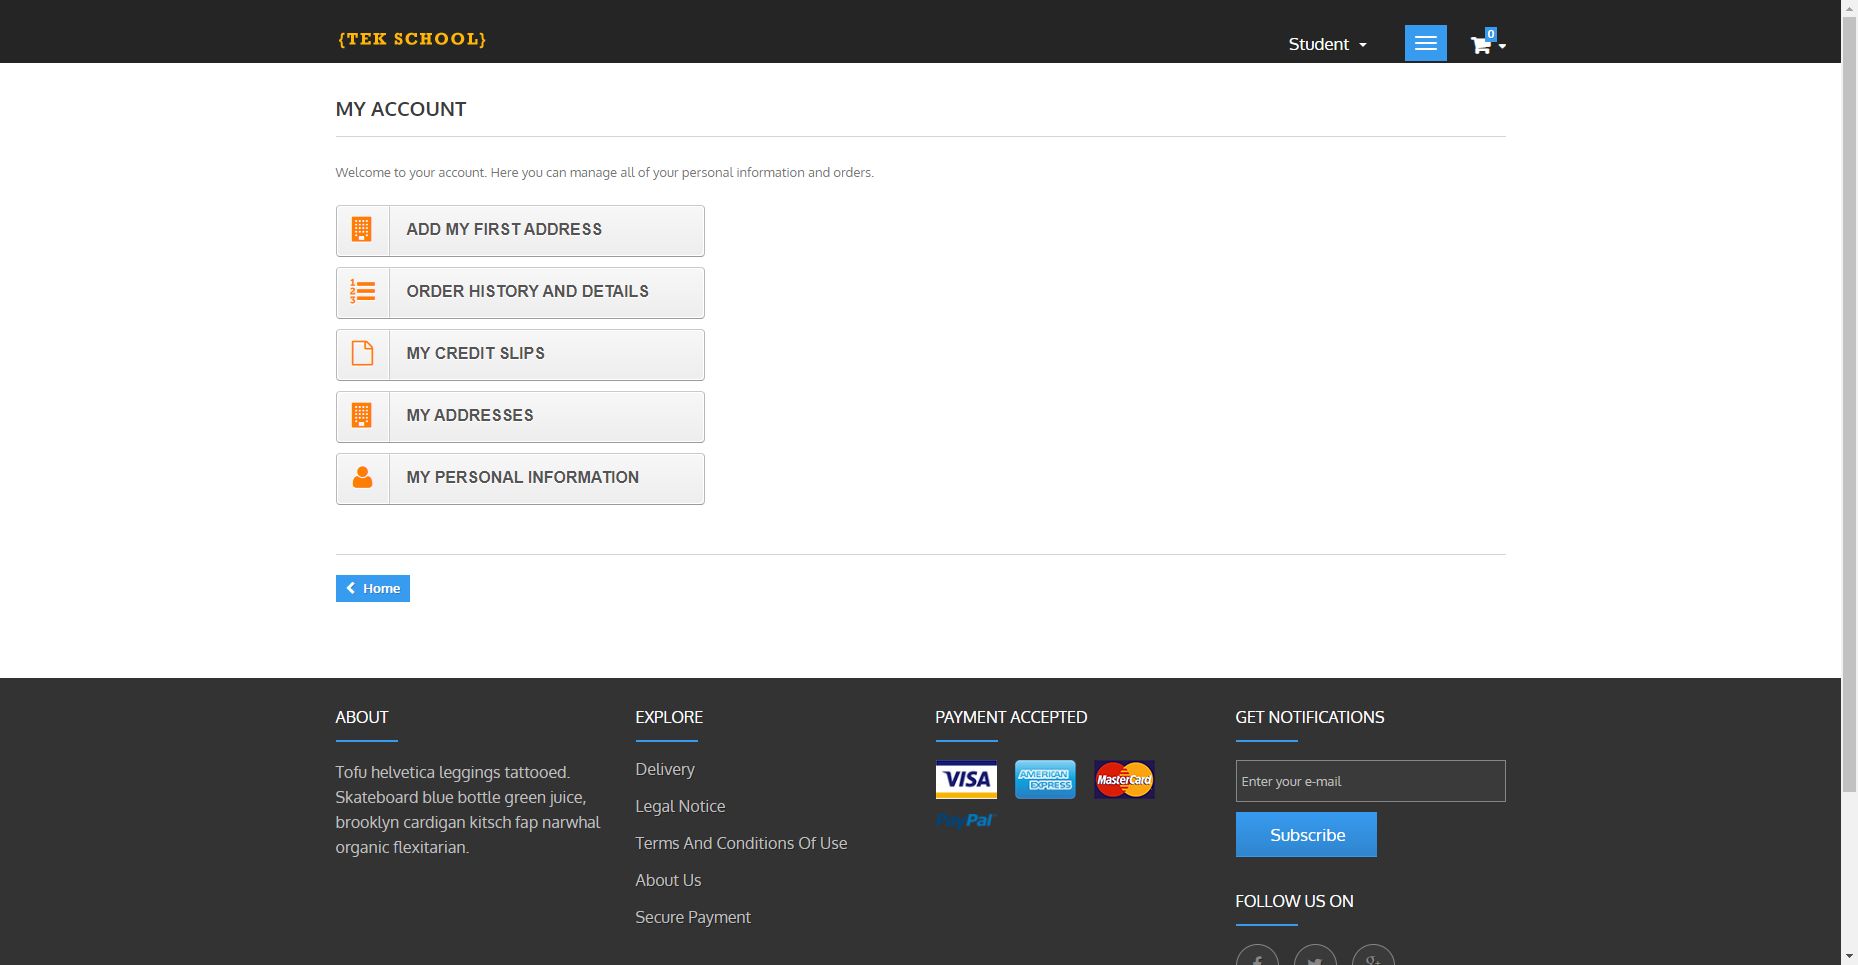 {TEK SCHOOL}
Student
0
MY ACCOUNT
Welcome to your account. Here you can manage all of your personal information and orders.
ADD MY FIRST ADDRESS
1
2
3
ORDER HISTORY AND DETAILS
MY CREDIT SLIPS
MY ADDRESSES
MY PERSONAL INFORMATION
Home
ABOUT
Tofu helvetica leggings tattooed.
Skateboard blue bottle green juice,
brooklyn cardigan kitsch fap narwhal
organic flexitarian.
EXPLORE
Delivery
Legal Notice
Terms And Conditions Of Use
About Us
Secure Payment
PAYMENT ACCEPTED
VISA
AMERICAN
EXPRESS
MasterCard
PayPal
GET NOTIFICATIONS
Enter your e-mail
Subscribe
FOLLOW US ON